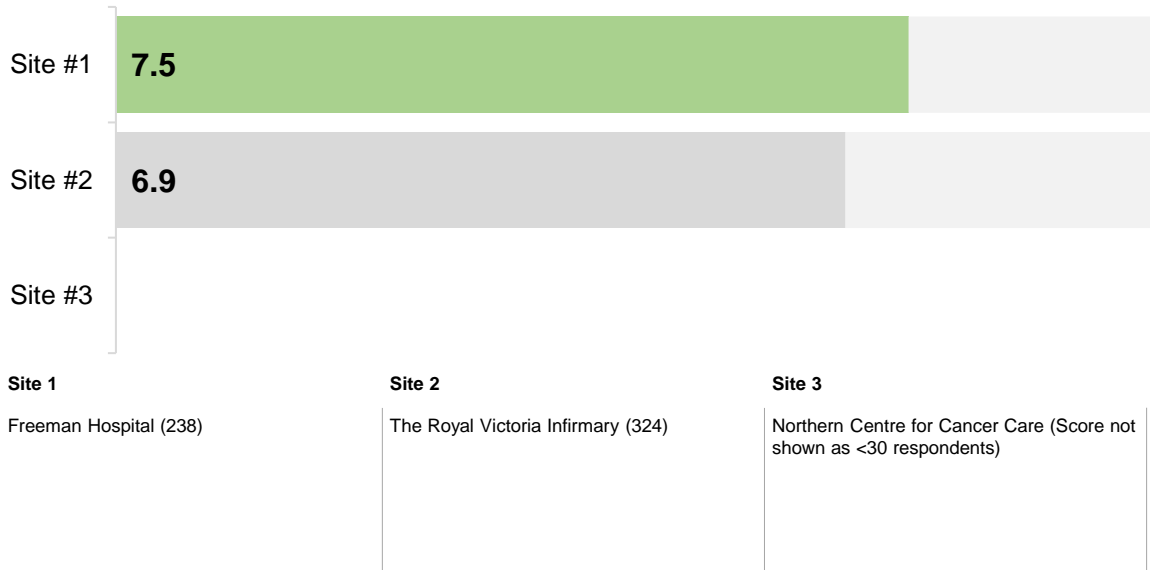 Site #1
7.5
Site #2
6.9
Site #3
Site 1
Freeman Hospital (238)
Site 2
The Royal Victoria Infirmary (324)
Site 3
Northern Centre for Cancer Care (Score not
shown as <30 respondents)